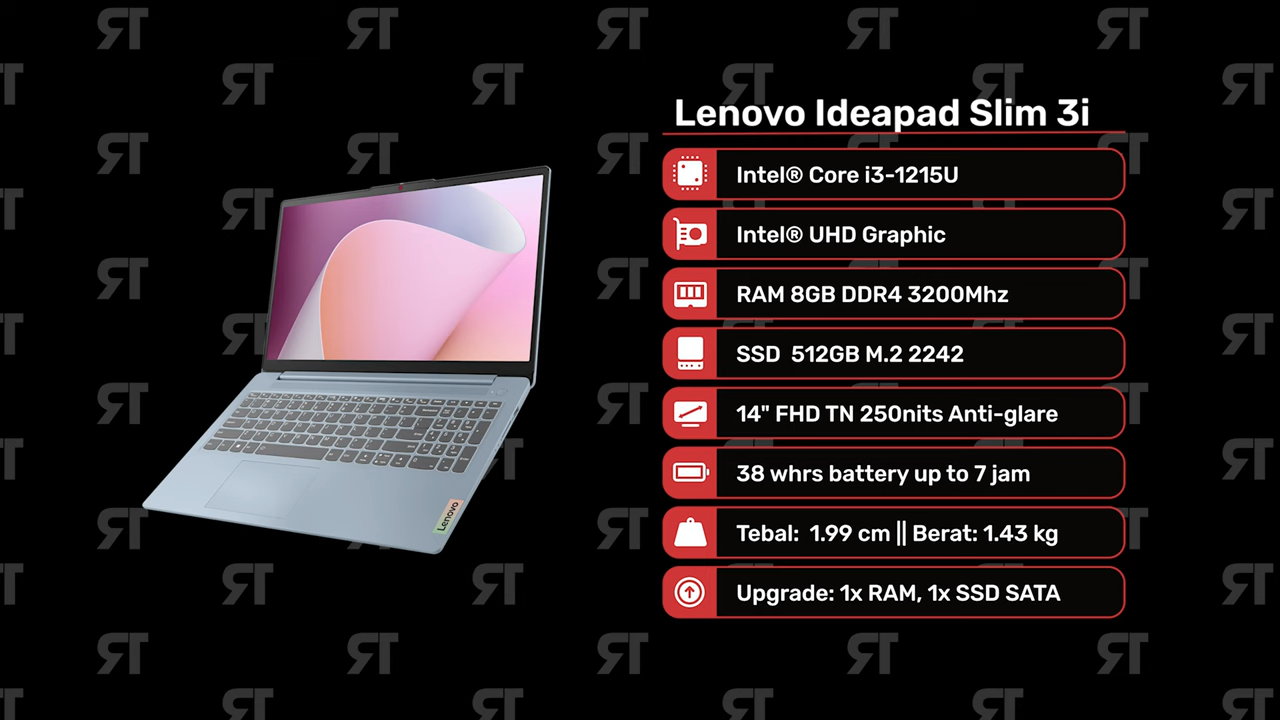 Lenovo Ideapad Slim 3i
Intel® Core i3-1215U
Intel® UHD Graphic
RAM 8GB DDR4 3200Mhz
SSD 512GB M.2 2242
14" FHD TN 250nits Anti-glare
38 whrs battery up to 7 jam
Tebal: 1.99 cm || Berat: 1.43 kg
Upgrade: 1x RAM, 1x SSD SATA
Lenovo